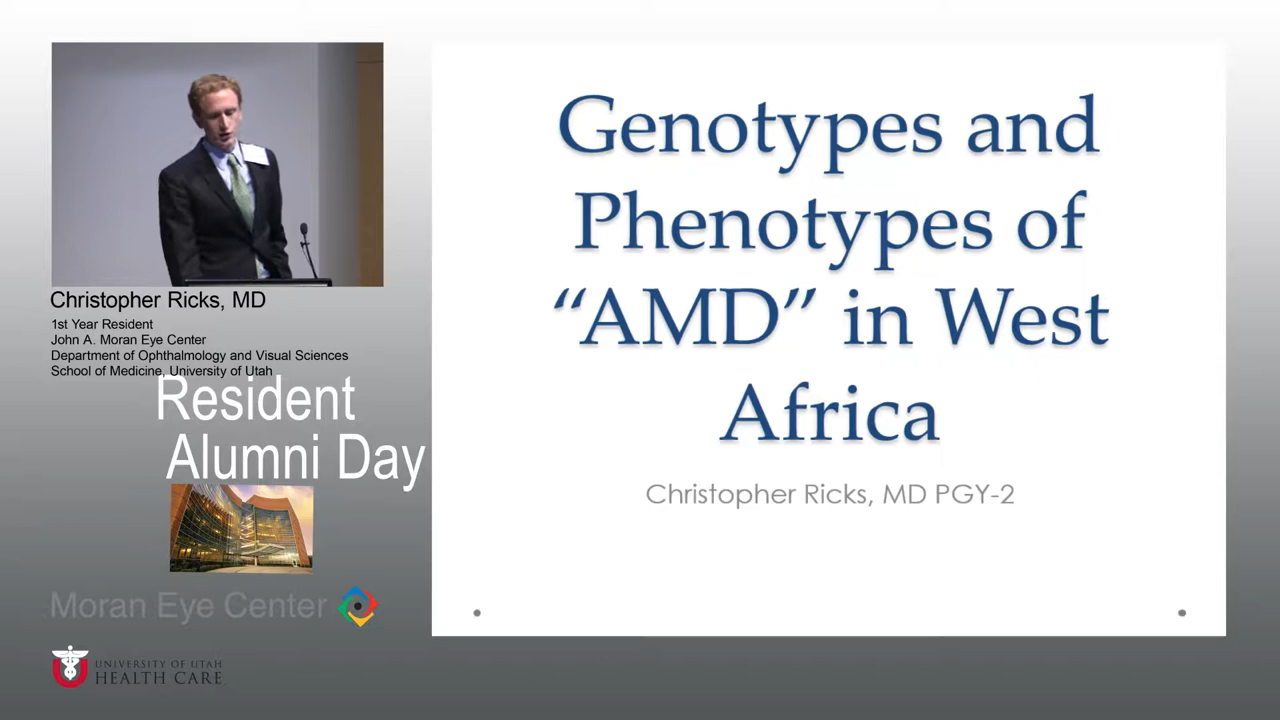 Christopher Ricks, MD
1st Year Resident
John A. Moran Eye Center
Department of Ophthalmology and Visual Sciences
School of Medicine, University of Utah
Resident
Alumni Day
Moran Eye Center
UNIVERSITY OF UTAH
HEALTH CARE
Genotypes and
Phenotypes of
“AMD” in West
Africa
Christopher Ricks, MD PGY-2